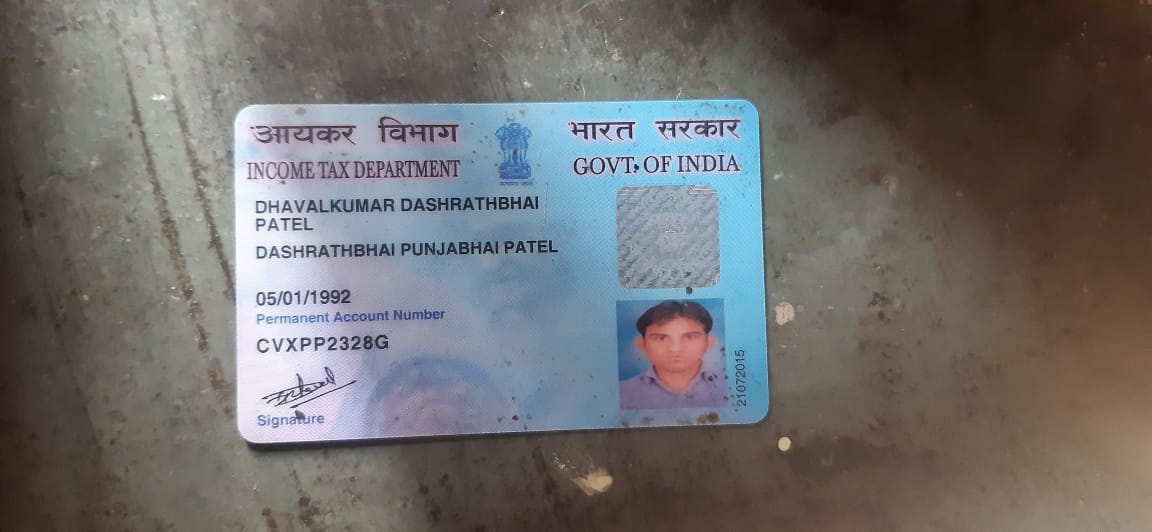 आयकर विभाग
INCOME TAX DEPARTMENT
भारत सरकार
GOVT. OF INDIA
DHAVALKUMAR DASHRATHBHAI
PATEL
DASHRATHBHAI PUNJABHAI PATEL
05/01/1992
Permanent Account Number
CVXPP2328G
Signature
21072015